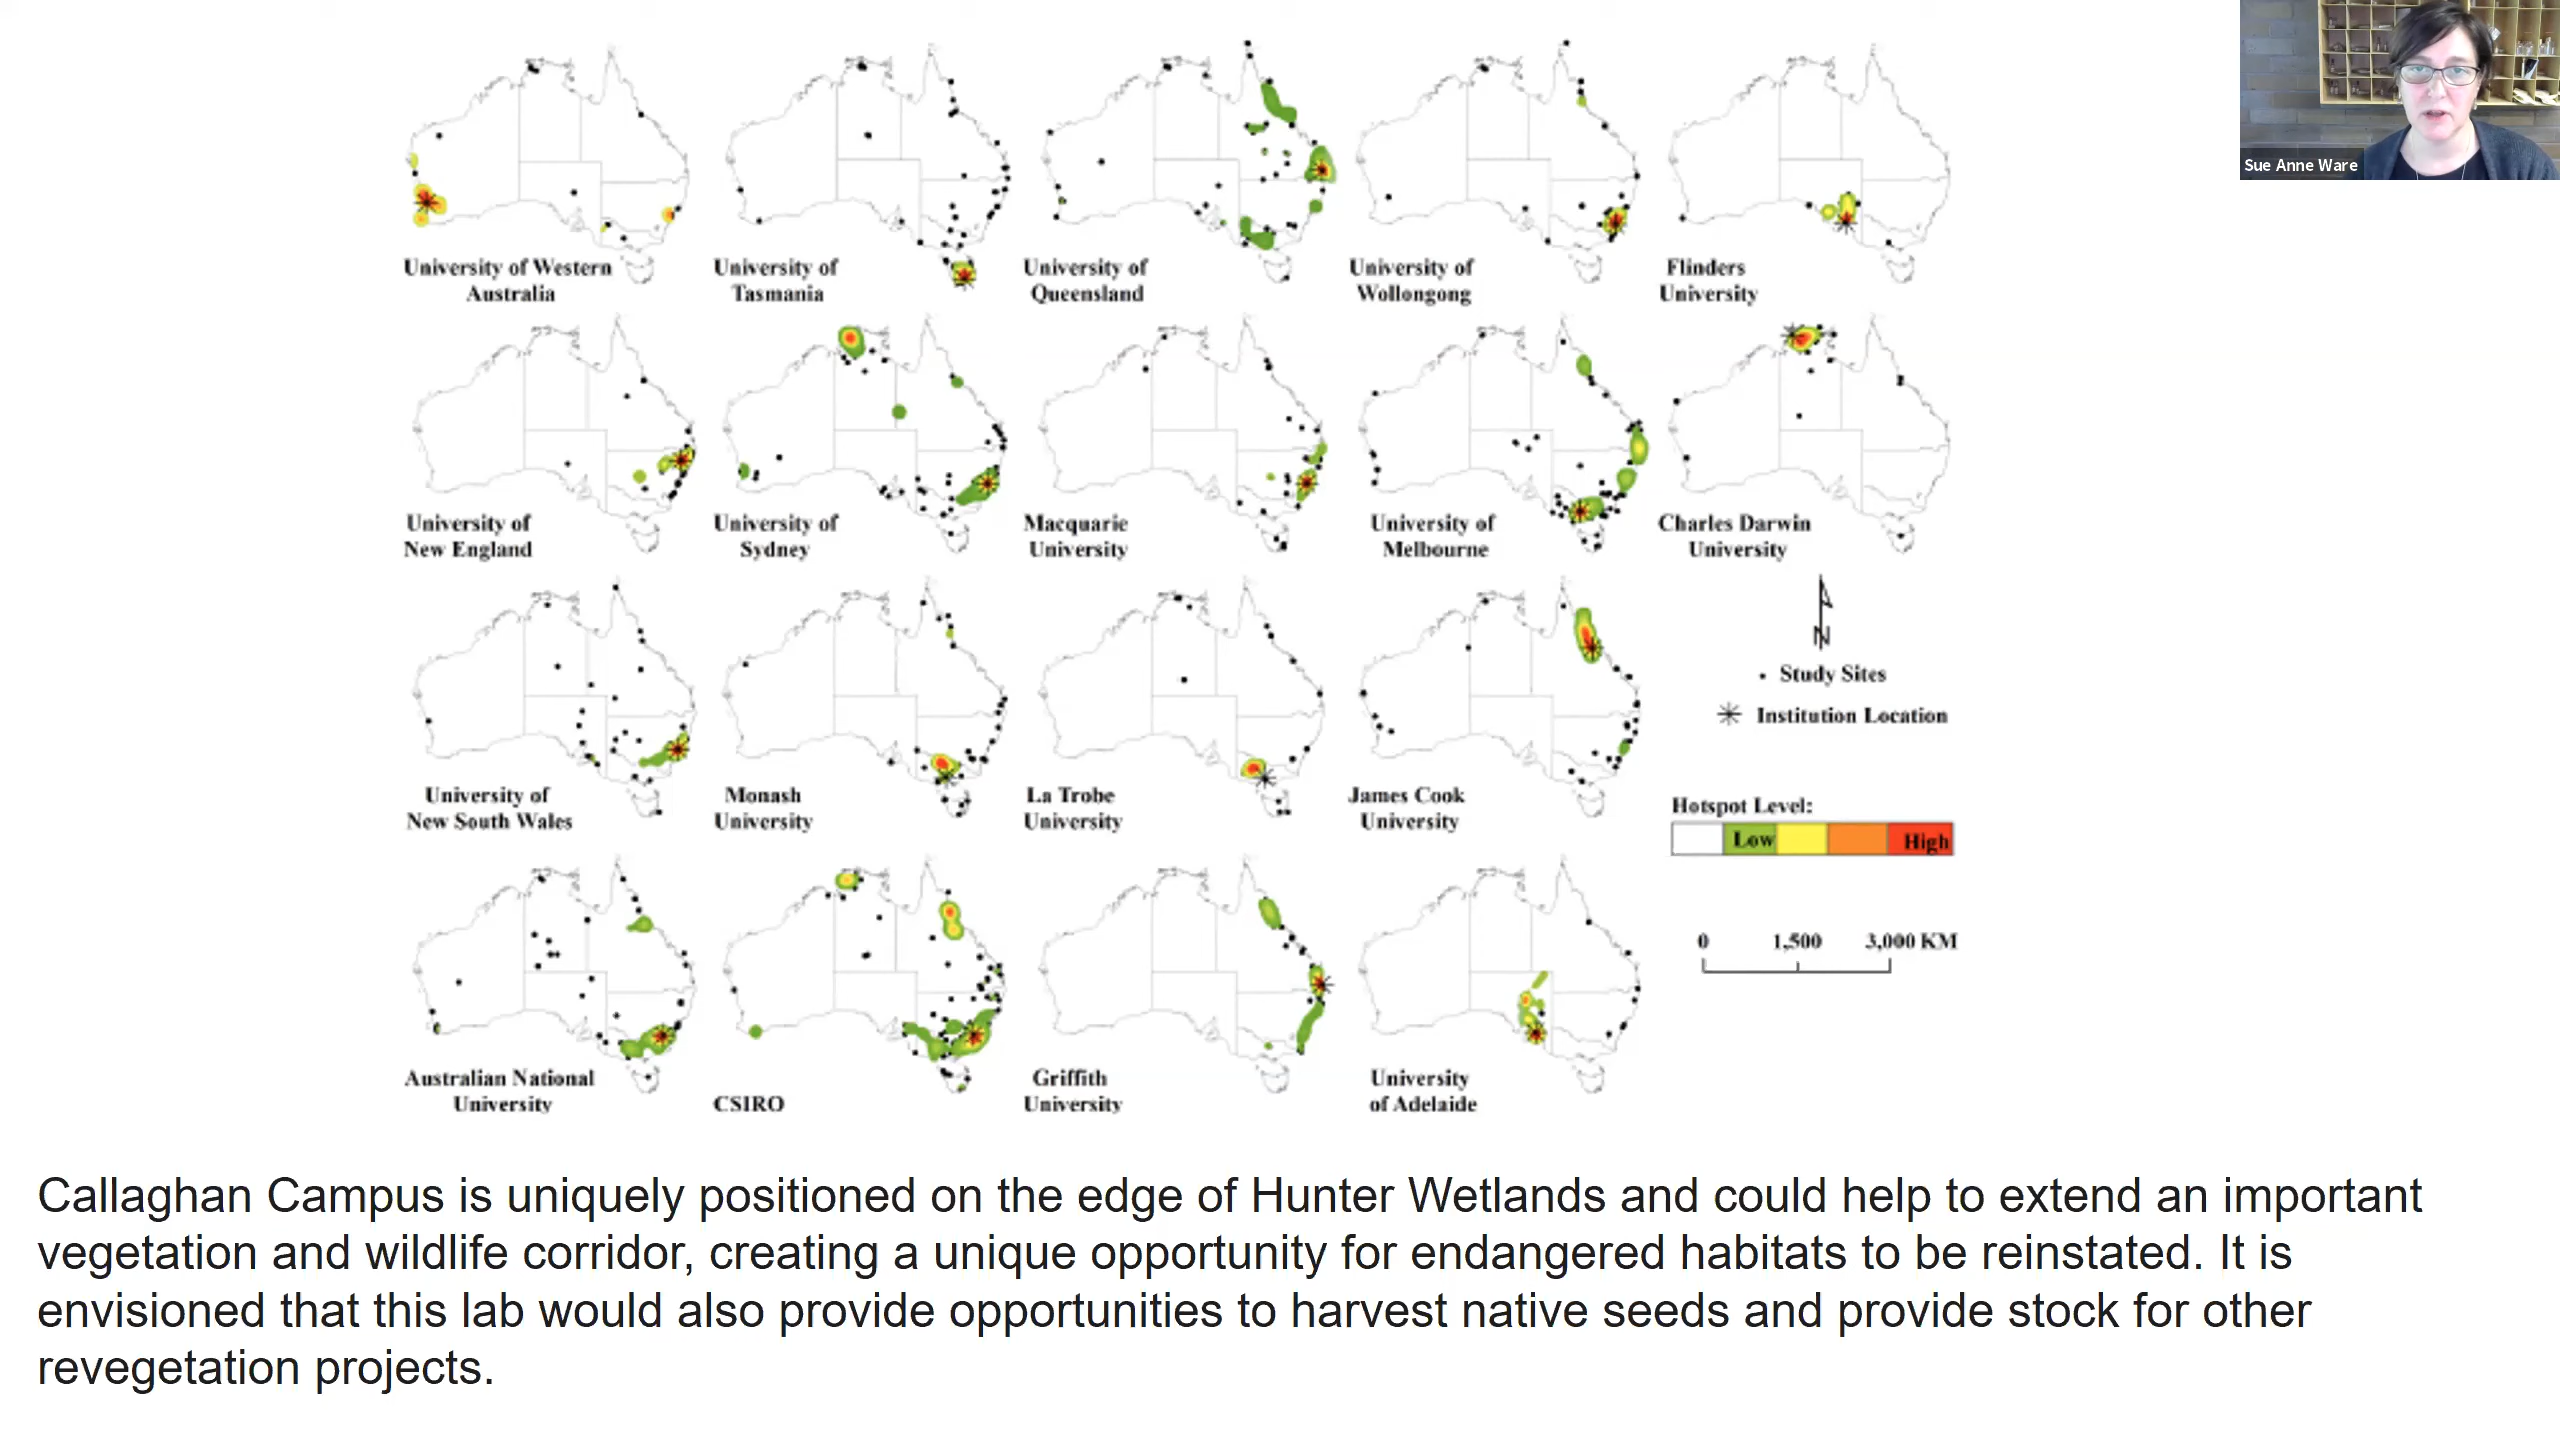 Sue Anne Ware
University of Western
Australia
University of
Tasmania
University of
Queensland
University of
Wollongong
Flinders
University
University of
New England
University of
Sydney
Macquarie
University
University of
Melbourne
Charles Darwin
University
N
Study Sites
Institution Location
University of
New South Wales
Monash
University
La Trobe
University
James Cook
University
Hotspot Level:
Low High
0 1,500 3,000 KM
Australian National
University
CSIRO
Griffith
University
University
of Adelaide
Callaghan Campus is uniquely positioned on the edge of Hunter Wetlands and could help to extend an important
vegetation and wildlife corridor, creating a unique opportunity for endangered habitats to be reinstated. It is
envisioned that this lab would also provide opportunities to harvest native seeds and provide stock for other
revegetation projects.